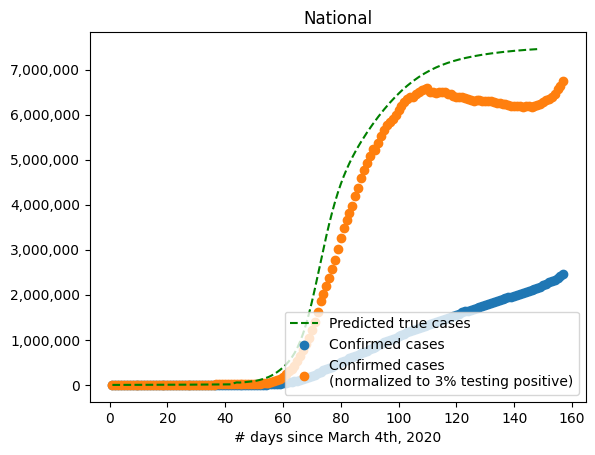 National
7,000,000
6,000,000
5,000,000
4,000,000
3,000,000
2,000,000
1,000,000
0
Predicted true cases
Confirmed cases
Confirmed cases
(normalized to 3% testing positive)
0 20 40 60 80 100 120 140 160
# days since March 4th, 2020